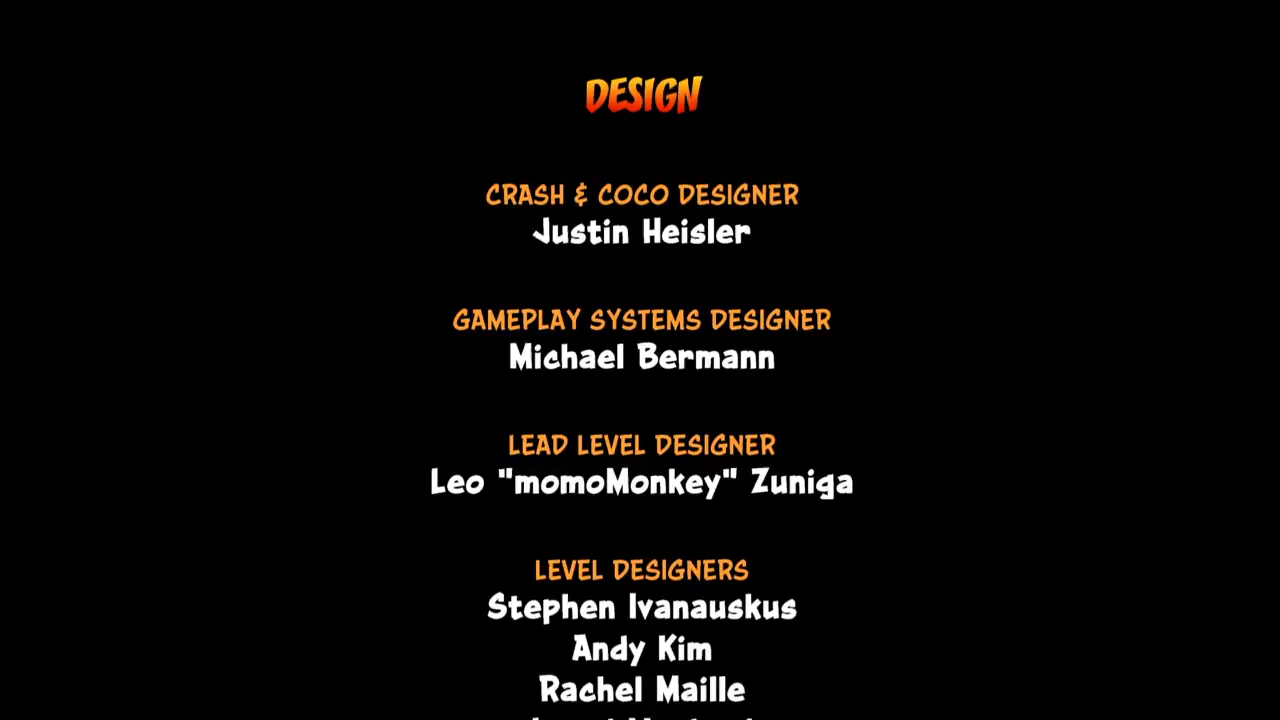 DESIGN
CRASH & COCO DESIGNER
Justin Heisler
GAMEPLAY SYSTEMS DESIGNER
Michael Bermann
LEAD LEVEL DESIGNER
Leo "momoMonkey" Zuniga
LEVEL DESIGNERS
Stephen Ivanauskus
Andy Kim
Rachel Maille